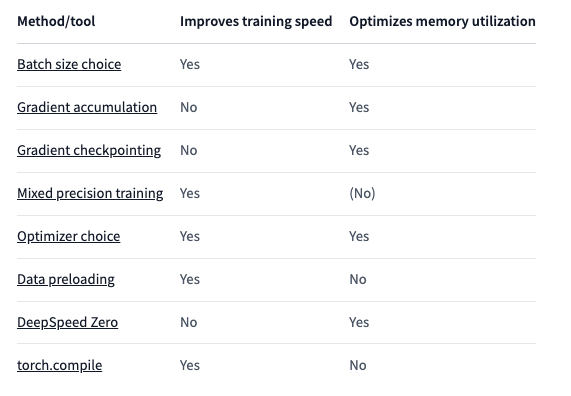 Method/tool Improves training speed Optimizes memory utilization
Batch size choice Yes Yes
Gradient accumulation No Yes
Gradient checkpointing No Yes
Mixed precision training Yes (No)
Optimizer choice Yes Yes
Data preloading Yes No
DeepSpeed Zero No Yes
torch.compile Yes No